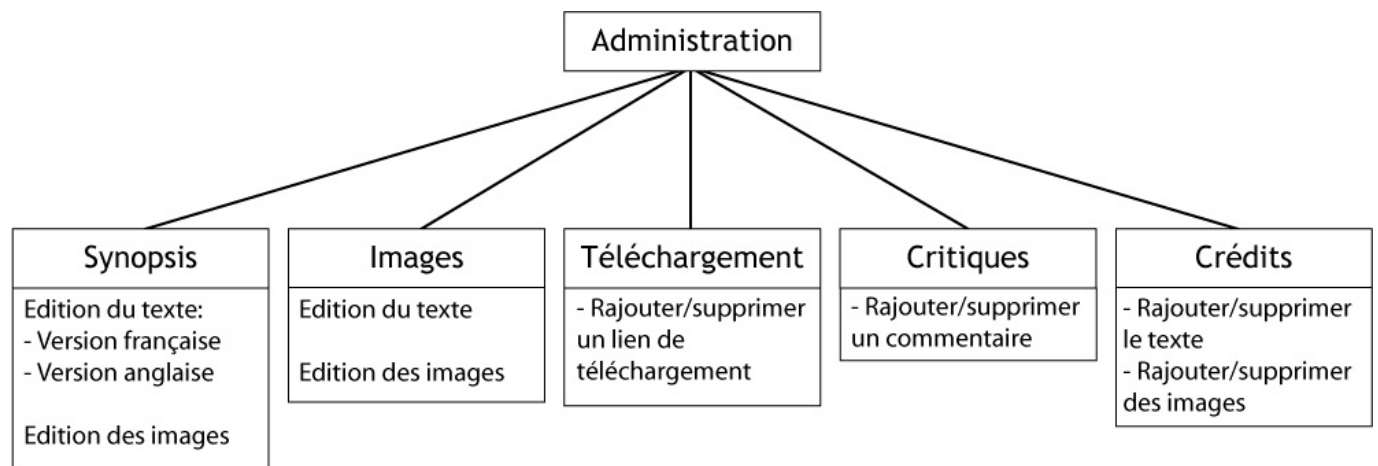 Administration
Synopsis
Edition du texte:
- Version française
- Version anglaise
Edition des images
Images
Edition du texte
Edition des images
Téléchargement
- Rajouter/supprimer
un lien de
téléchargement
Critiques
- Rajouter/supprimer
un commentaire
Crédits
- Rajouter/supprimer
le texte
- Rajouter/supprimer
des images